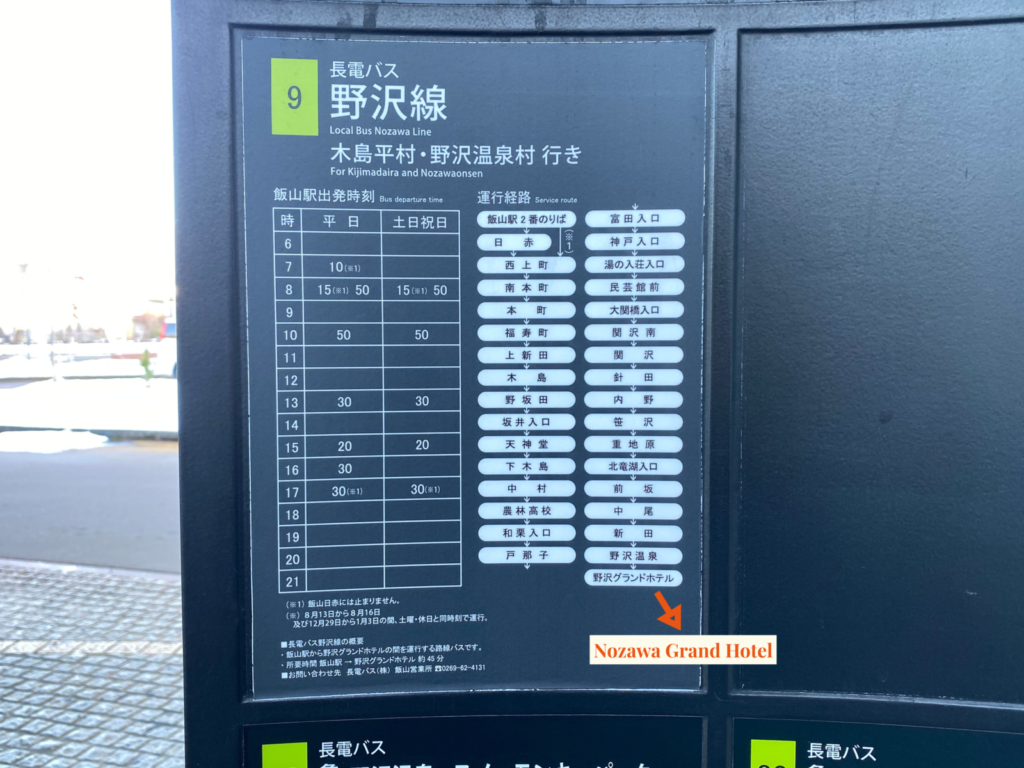 9
長電バス
野沢線
Local Bus Nozawa Line
木島平村・野沢温泉村 行き
For Kijimadaira and Nozawaonsen
飯山駅出発時刻 Bus departure time
時 平 日 土日祝日
6
7 10(※1)
8 15(※1) 50 15(※1) 50
9
10 50 50
11
12
13 30 30
14
15 20 20
16 30
17 30(※1) 30(※1)
18
19
20
21
(※1) 飯山日赤には止まりません。
(※) 8月13日から8月16日
及び12月29日から1月3日の間、土曜・休日と同時刻で運行。
■長電バス野沢線の概要
・飯山駅から野沢グランドホテルの間を運行する路線バスです。
・所要時間 飯山駅 → 野沢グランドホテル 約45分
■お問い合わせ先 長電バス(株) 飯山営業所 ☎0269-62-4131
運行経路 Service route
飯山駅2番のりば
(※1)
日 赤
西上町
南本町
本 町
福寿町
上新田
木 島
野坂田
坂井入口
天神堂
下木島
中 村
農林高校
和栗入口
戸那子
富田入口
神戸入口
湯の入荘入口
民芸館前
大関橋入口
関沢南
関 沢
針 田
内 野
笹 沢
重地原
北竜湖入口
前 坂
中 尾
新 田
野沢温泉
野沢グランドホテル
Nozawa Grand Hotel
長電バス
長電バス